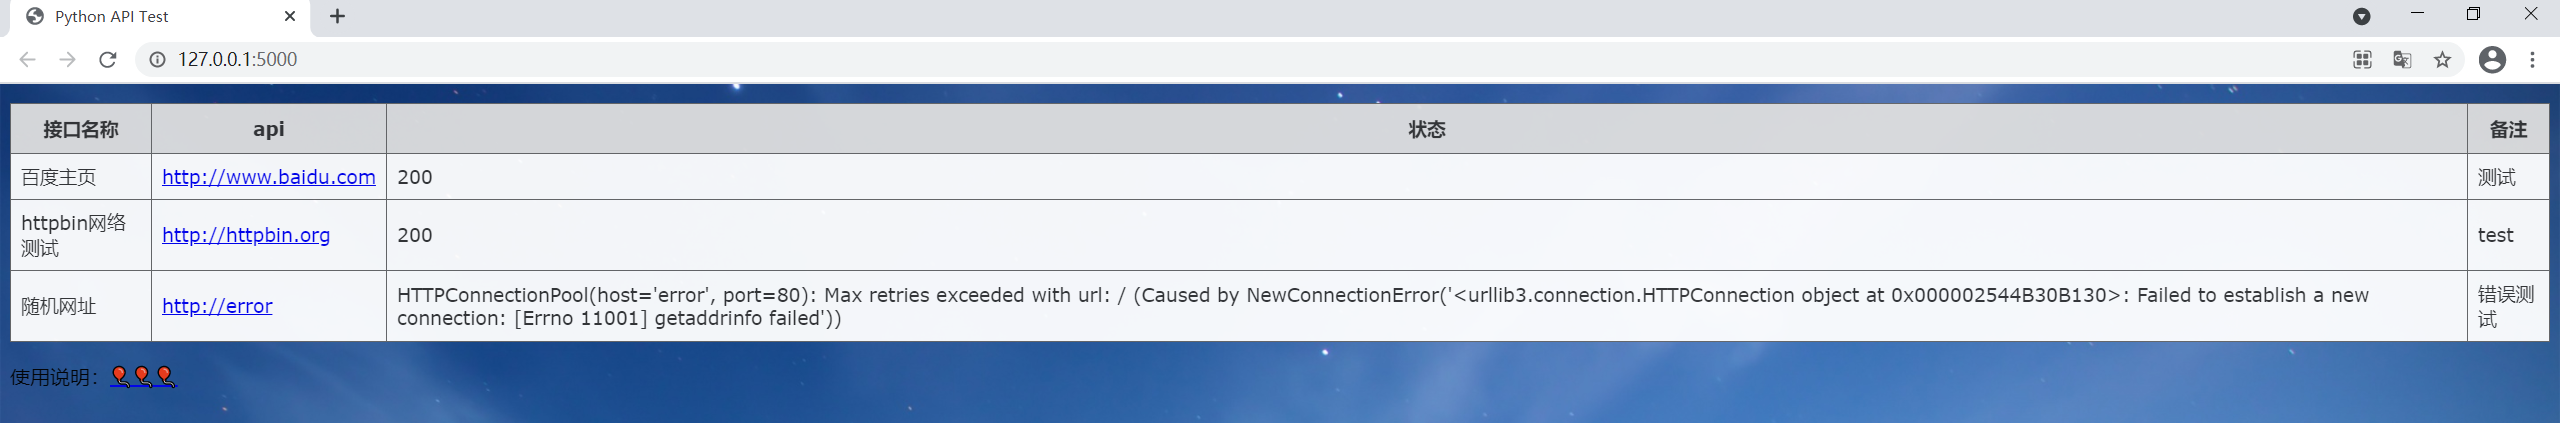 Python API Test
127.0.0.1:5000
接口名称 api 状态 备注
百度主页 http://www.baidu.com 200 测试
httpbin网络
测试 http://httpbin.org 200 test
随机网址 http://error HTTPConnectionPool(host='error', port=80): Max retries exceeded with url: / (Caused by NewConnectionError('<urllib3.connection.HTTPConnection object at 0x000002544B30B130>: Failed to establish a new
connection: [Errno 11001] getaddrinfo failed')) 错误测
试
使用说明：🎈🎈🎈